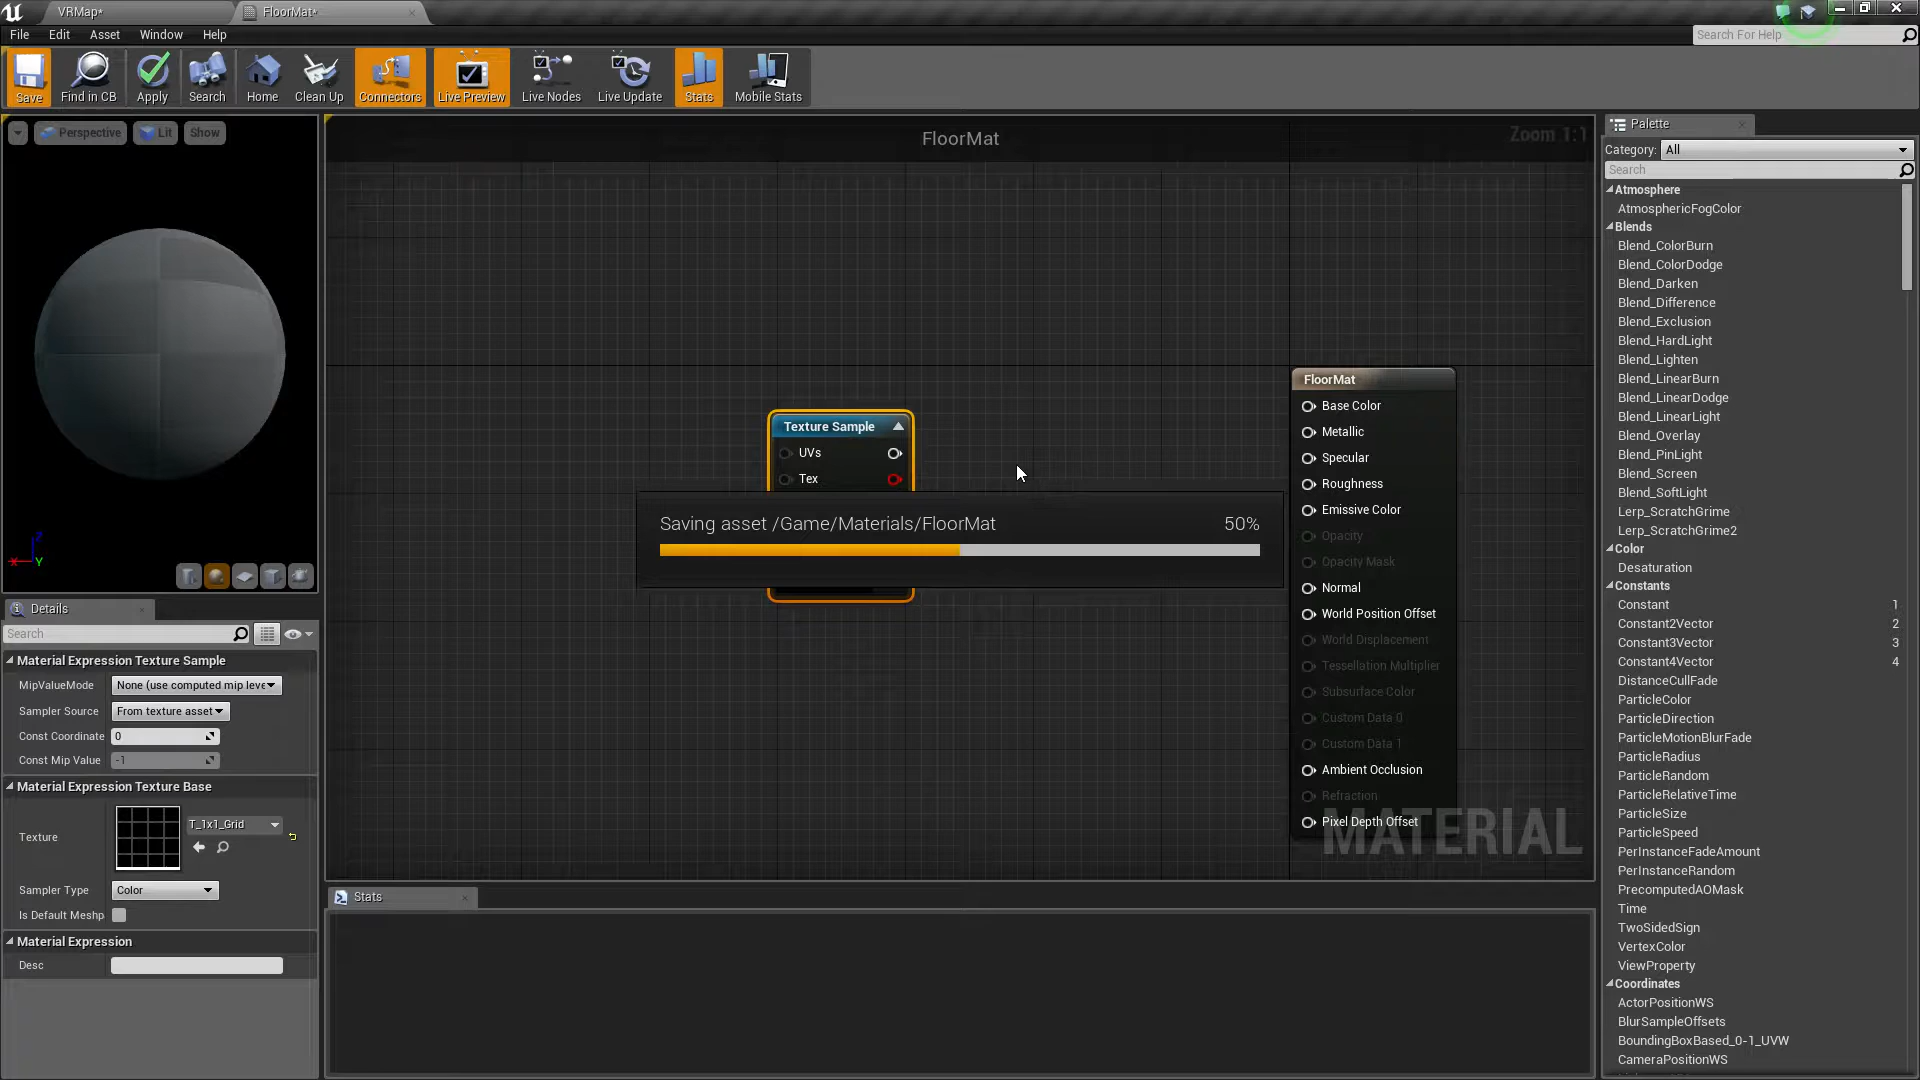 VRMap*
FloorMat*
File
Edit
Asset
Window
Help
Search For Help
Save
Find in CB
Apply
Search
Home
Clean Up
Connectors
Live Preview
Live Nodes
Live Update
Stats
Mobile Stats
Perspective
Lit
Show
FloorMat
Zoom 1:1
Texture Sample
UVs
Tex
Saving asset /Game/Materials/FloorMat
50%
FloorMat
Base Color
Metallic
Specular
Roughness
Emissive Color
Opacity
Opacity Mask
Normal
World Position Offset
World Displacement
Tessellation Multiplier
Subsurface Color
Custom Data 0
Custom Data 1
Ambient Occlusion
Refraction
Pixel Depth Offset
MATERIAL
Z
X
Y
Details
Search
Material Expression Texture Sample
MipValueMode
None (use computed mip leve
Sampler Source
From texture asset
Const Coordinate
0
Const Mip Value
-1
Material Expression Texture Base
Texture
T_1x1_Grid
Sampler Type
Color
Is Default Meshp
Material Expression
Desc
Stats
Palette
Category:
All
Search
Atmosphere
AtmosphericFogColor
Blends
Blend_ColorBurn
Blend_ColorDodge
Blend_Darken
Blend_Difference
Blend_Exclusion
Blend_HardLight
Blend_Lighten
Blend_LinearBurn
Blend_LinearDodge
Blend_LinearLight
Blend_Overlay
Blend_PinLight
Blend_Screen
Blend_SoftLight
Lerp_ScratchGrime
Lerp_ScratchGrime2
Color
Desaturation
Constants
Constant 1
Constant2Vector 2
Constant3Vector 3
Constant4Vector 4
DistanceCullFade
ParticleColor
ParticleDirection
ParticleMotionBlurFade
ParticleRadius
ParticleRandom
ParticleRelativeTime
ParticleSize
ParticleSpeed
PerInstanceFadeAmount
PerInstanceRandom
PrecomputedAOMask
Time
TwoSidedSign
VertexColor
ViewProperty
Coordinates
ActorPositionWS
BlurSampleOffsets
BoundingBoxBased_0-1_UVW
CameraPositionWS